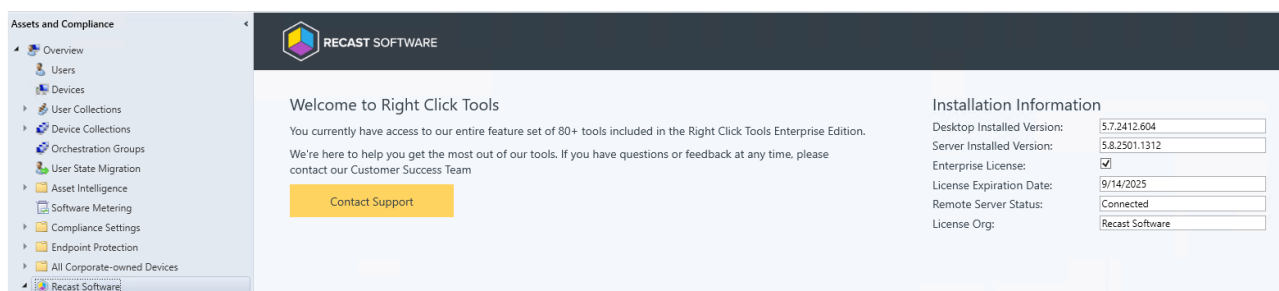 Assets and Compliance
Overview
Users
Devices
User Collections
Device Collections
Orchestration Groups
User State Migration
Asset Intelligence
Software Metering
Compliance Settings
Endpoint Protection
All Corporate-owned Devices
Recast Software
RECAST SOFTWARE
Welcome to Right Click Tools
You currently have access to our entire feature set of 80+ tools included in the Right Click Tools Enterprise Edition.
We're here to help you get the most out of our tools. If you have questions or feedback at any time, please
contact our Customer Success Team
Contact Support
Installation Information
Desktop Installed Version: 5.7.2412.604
Server Installed Version: 5.8.2501.1312
Enterprise License:
License Expiration Date: 9/14/2025
Remote Server Status: Connected
License Org: Recast Software